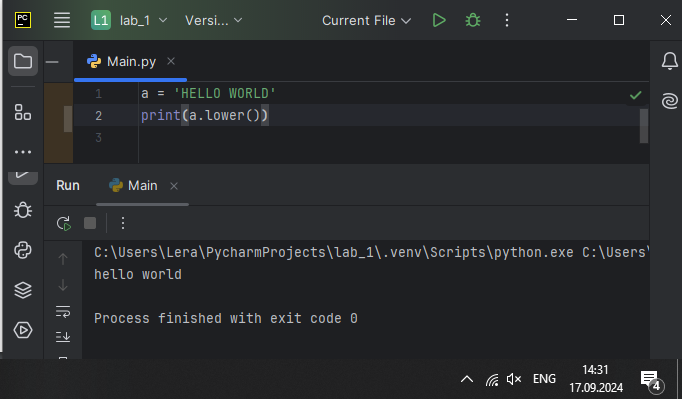 PC L1 lab_1 Versi... Current File
Main.py
1 a = 'HELLO WORLD'
2 print(a.lower())
3
Run Main
C:\Users\Lera\PycharmProjects\lab_1\.venv\Scripts\python.exe C:\Users\
hello world
Process finished with exit code 0
ENG 14:31
17.09.2024 4